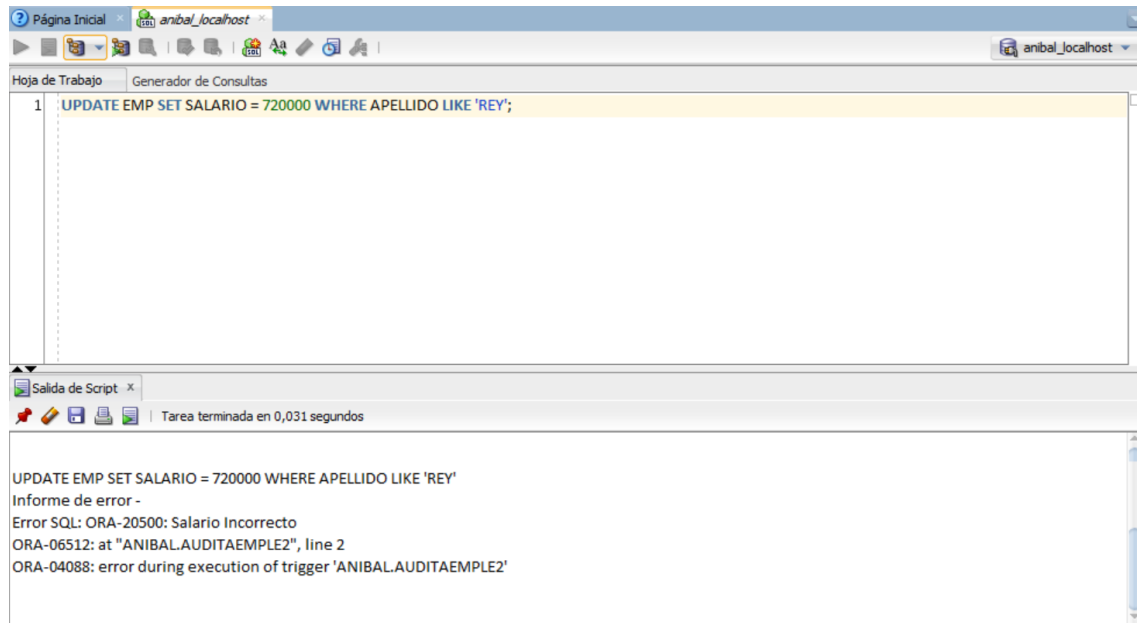 Página Inicial
anibal_localhost
anibal_localhost
Hoja de Trabajo
Generador de Consultas
1 UPDATE EMP SET SALARIO = 720000 WHERE APELLIDO LIKE 'REY';
Salida de Script
Tarea terminada en 0,031 segundos
UPDATE EMP SET SALARIO = 720000 WHERE APELLIDO LIKE 'REY'
Informe de error -
Error SQL: ORA-20500: Salario Incorrecto
ORA-06512: at "ANIBAL.AUDITAEMPLE2", line 2
ORA-04088: error during execution of trigger 'ANIBAL.AUDITAEMPLE2'